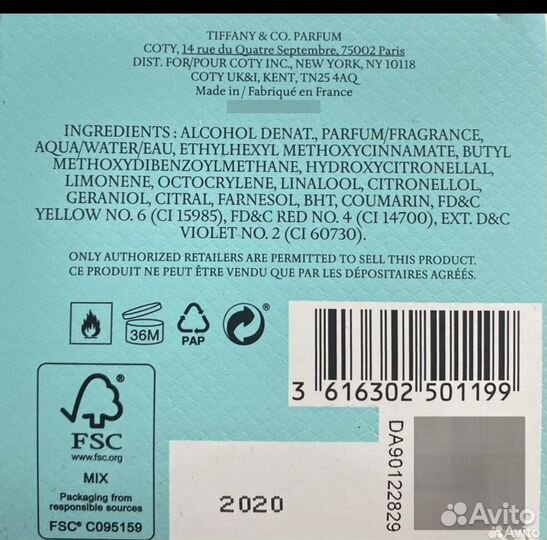 TIFFANY & CO. PARFUM
COTY, 14 rue du Quatre Septembre, 75002 Paris
DIST. FOR/POUR COTY INC., NEW YORK, NY 10118
COTY UK&I, KENT, TN25 4AQ
Made in / Fabriqué en France
INGREDIENTS : ALCOHOL DENAT., PARFUM/FRAGRANCE,
AQUA/WATER/EAU, ETHYLHEXYL METHOXYCINNAMATE, BUTYL
METHOXYDIBENZOYLMETHANE, HYDROXYCITRONELLAL,
LIMONENE, OCTOCRYLENE, LINALOOL, CITRONELLOL,
GERANIOL, CITRAL, FARNESOL, BHT, COUMARIN, FD&C
YELLOW NO. 6 (CI 15985), FD&C RED NO. 4 (CI 14700), EXT. D&C
VIOLET NO. 2 (CI 60730).
ONLY AUTHORIZED RETAILERS ARE PERMITTED TO SELL THIS PRODUCT.
CE PRODUIT NE PEUT ÊTRE VENDU QUE PAR LES DÉPOSITAIRES AGRÉÉS.
36M
PAP
3 616302 501199
FSC
www.fsc.org
MIX
Packaging from
responsible sources
FSC® C095159
2020
DA90122829
Avito
Avito